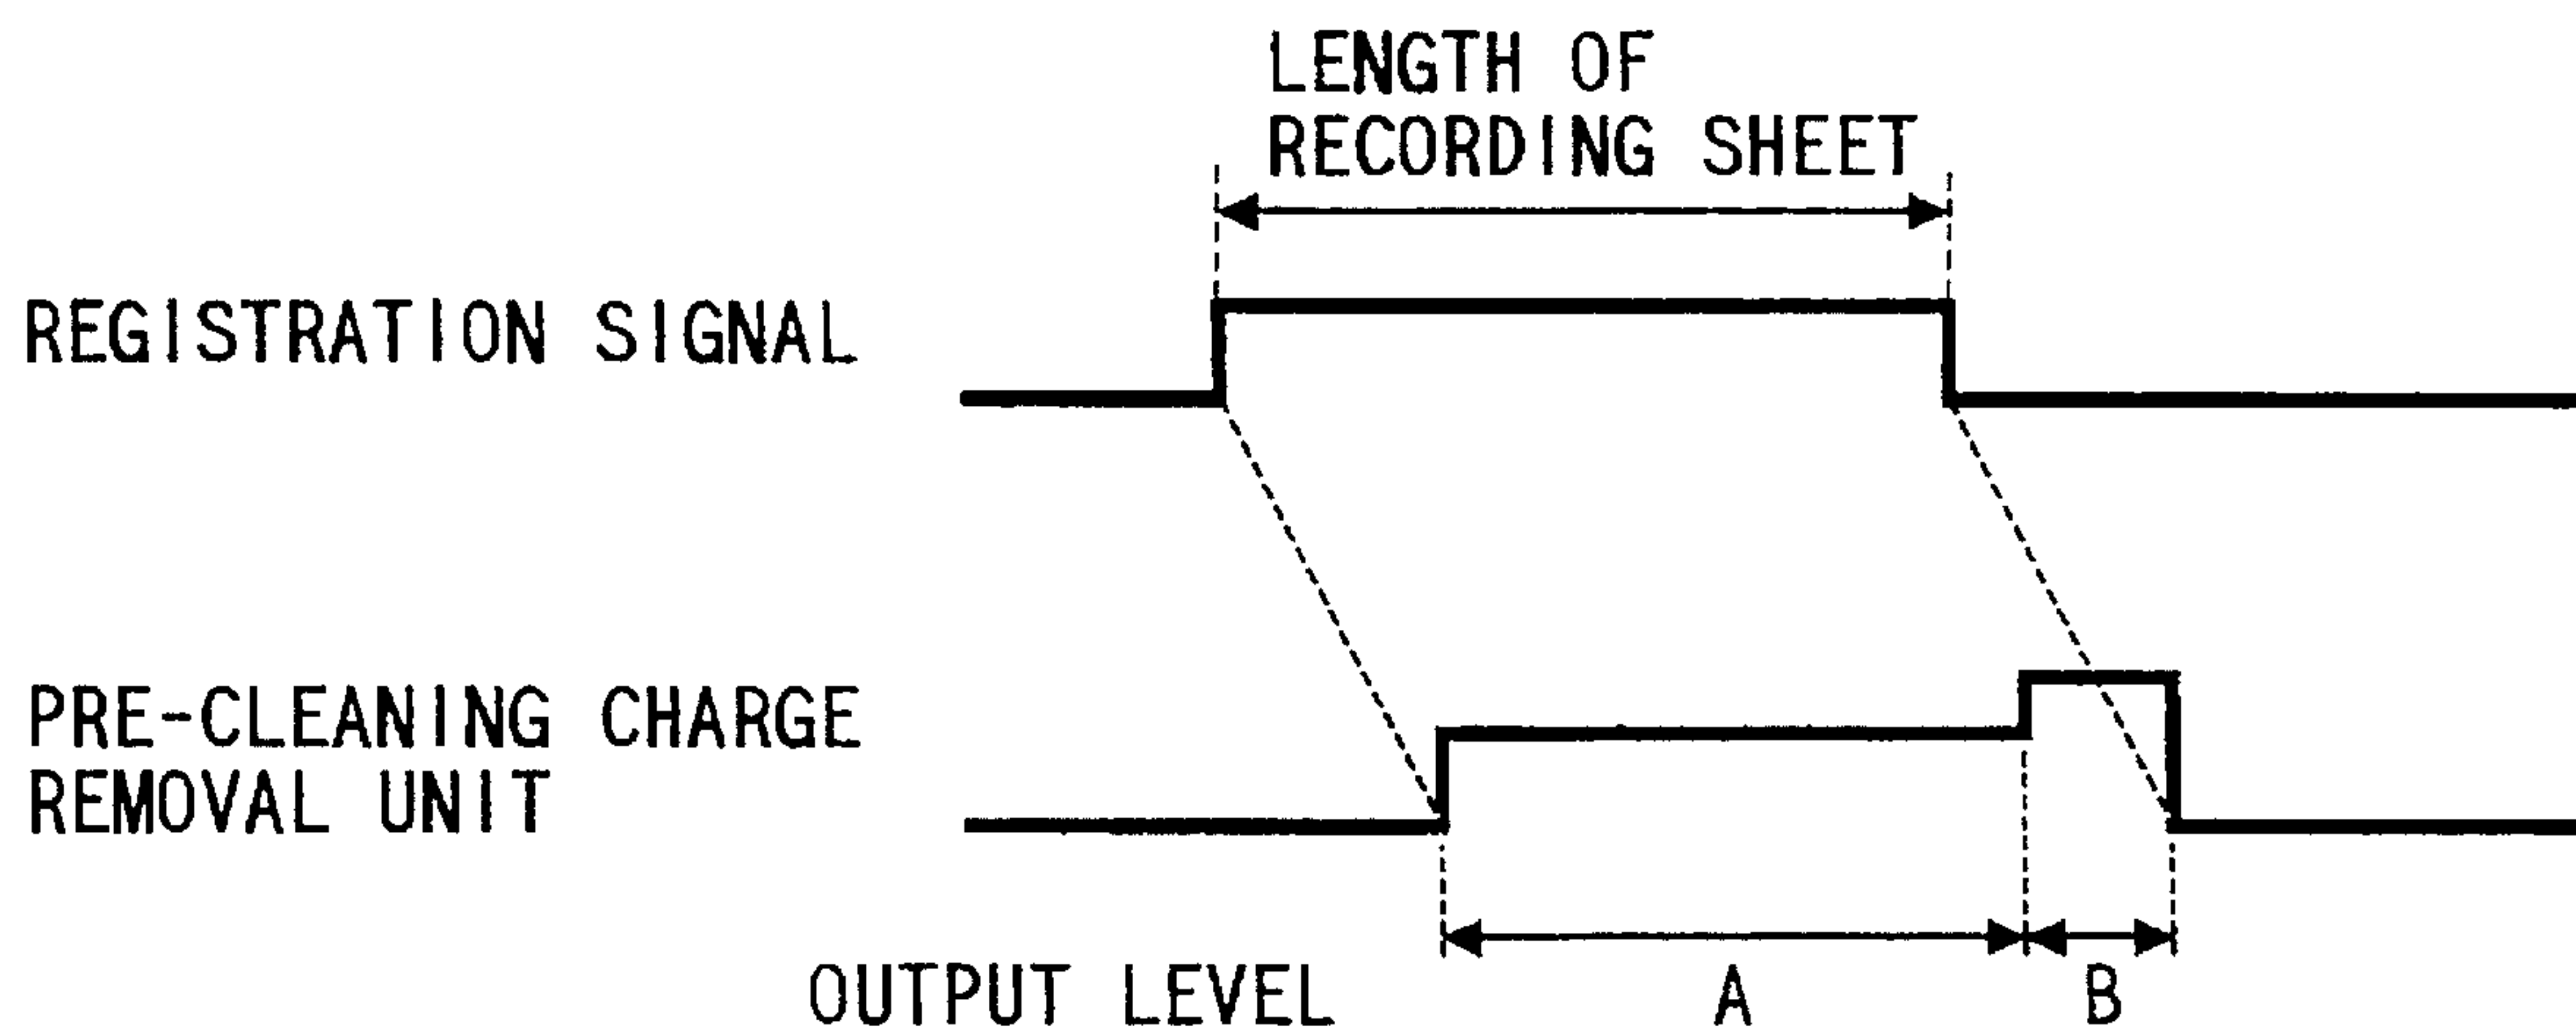 LENGTH OF
RECORDING SHEET
REGISTRATION SIGNAL
PRE-CLEANING CHARGE
REMOVAL UNIT
OUTPUT LEVEL A B